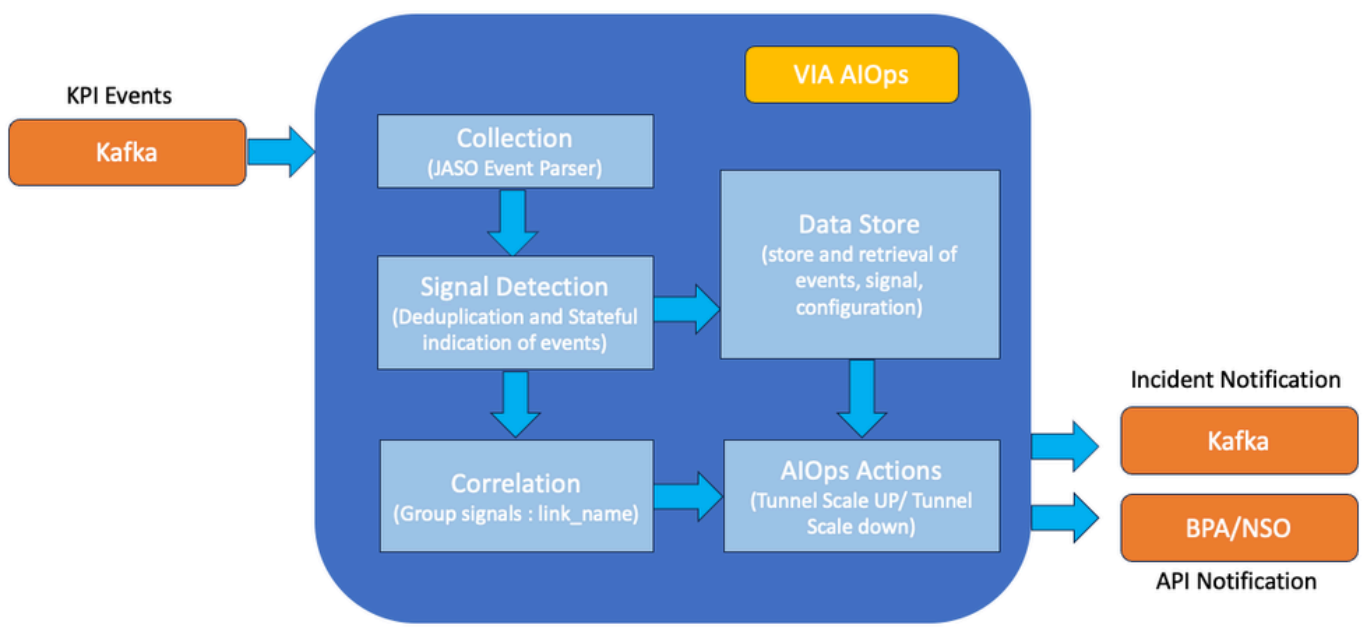 VIA AIOps
KPI Events
Kafka
Collection
(JASO Event Parser)
Signal Detection
(Deduplication and Stateful
indication of events)
Data Store
(store and retrieval of
events, signal,
configuration)
Correlation
(Group signals : link_name)
AIOps Actions
(Tunnel Scale UP/ Tunnel
Scale down)
Incident Notification
Kafka
BPA/NSO
API Notification